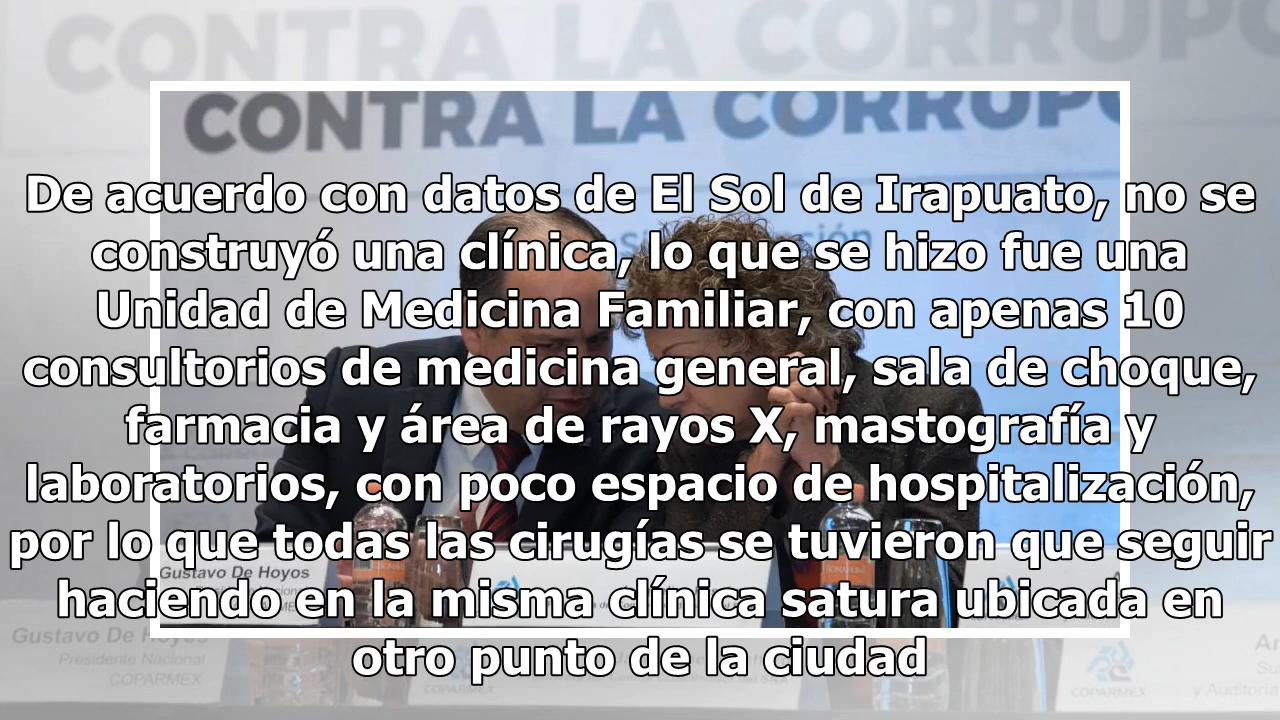 CONTRA LA CORRUPC
CONTRA LA CORRUPC
De acuerdo con datos de El Sol de Irapuato, no se
construyó una clínica, lo que se hizo fue una
Unidad de Medicina Familiar, con apenas 10
consultorios de medicina general, sala de choque,
farmacia y área de rayos X, mastografía y
laboratorios, con poco espacio de hospitalización,
por lo que todas las cirugías se tuvieron que seguir
haciendo en la misma clínica satura ubicada en
otro punto de la ciudad
Gustavo De Hoyos
Gustavo De Hoyos
Presidente Nacional
COPARMEX
COPARMEX
COPARMEX
y Auditoria